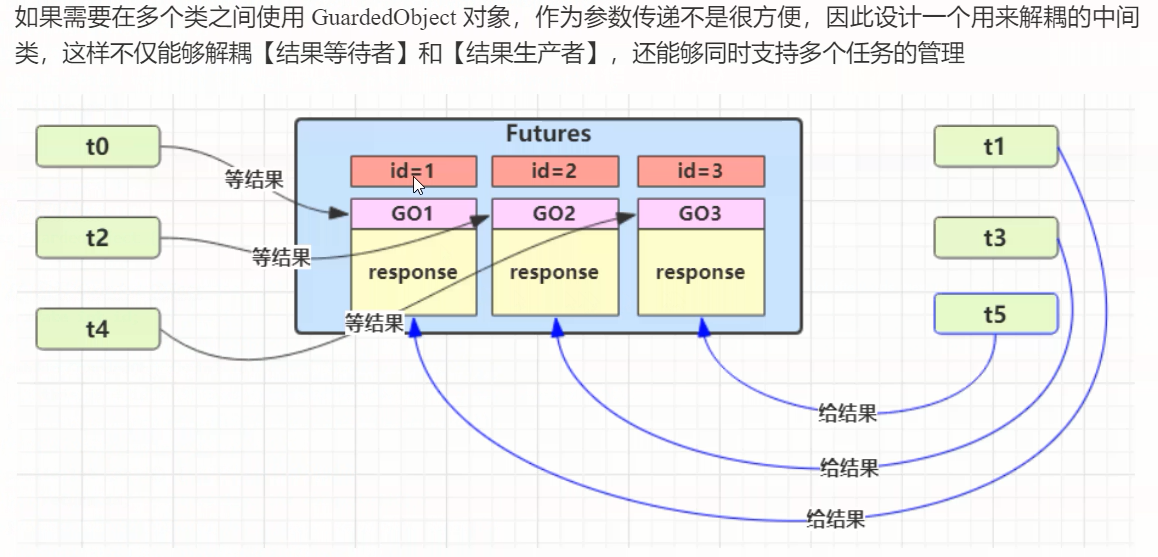 如果需要在多个类之间使用 GuardedObject 对象，作为参数传递不是很方便，因此设计一个用来解耦的中间
类，这样不仅能够解耦【结果等待者】和【结果生产者】，还能够同时支持多个任务的管理
Futures
t0
t1
id=1
id=2
id=3
等结果
GO1
GO2
GO3
t2
t3
等结果
response
response
response
t5
t4
等结果
给结果
给结果
给结果